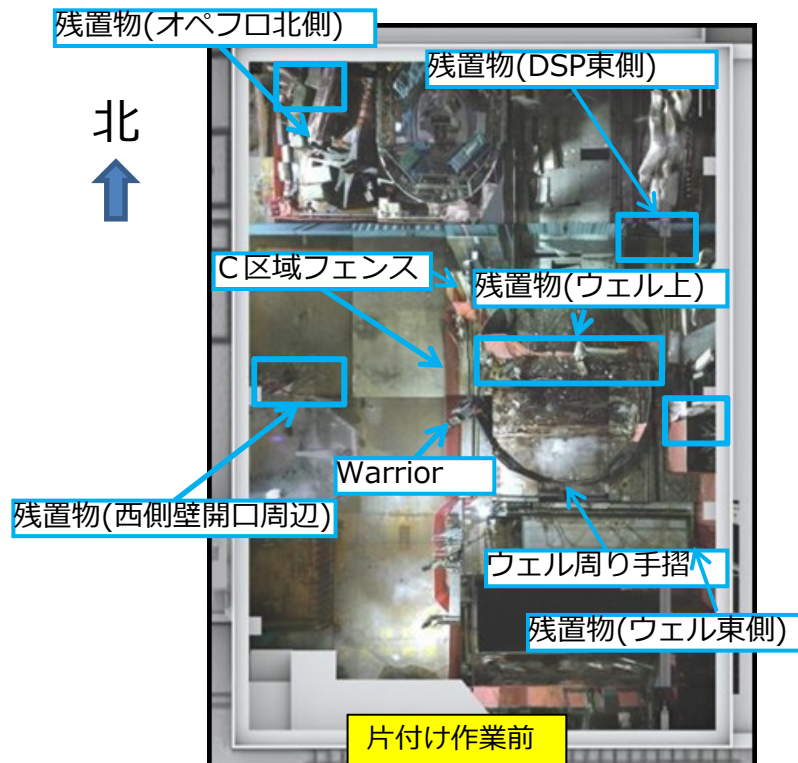 残置物(オペフロ北側)
残置物(DSP東側)
北
C区域フェンス
残置物(ウェル上)
Warrior
残置物(西側壁開口周辺)
ウェル周り手摺
残置物(ウェル東側)
片付け作業前